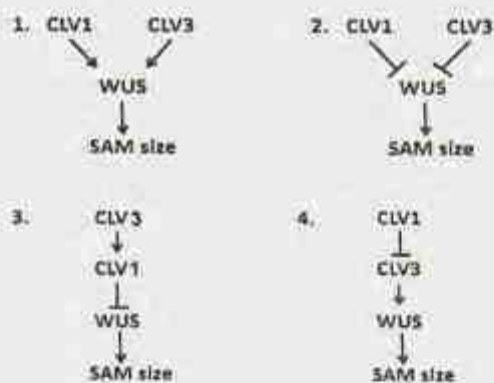 1. CLV1 CLV3
WUS
SAM size
2. CLV1 CLV3
WUS
SAM size
3. CLV3
CLV1
WUS
SAM size
4. CLV1
CLV3
WUS
SAM size